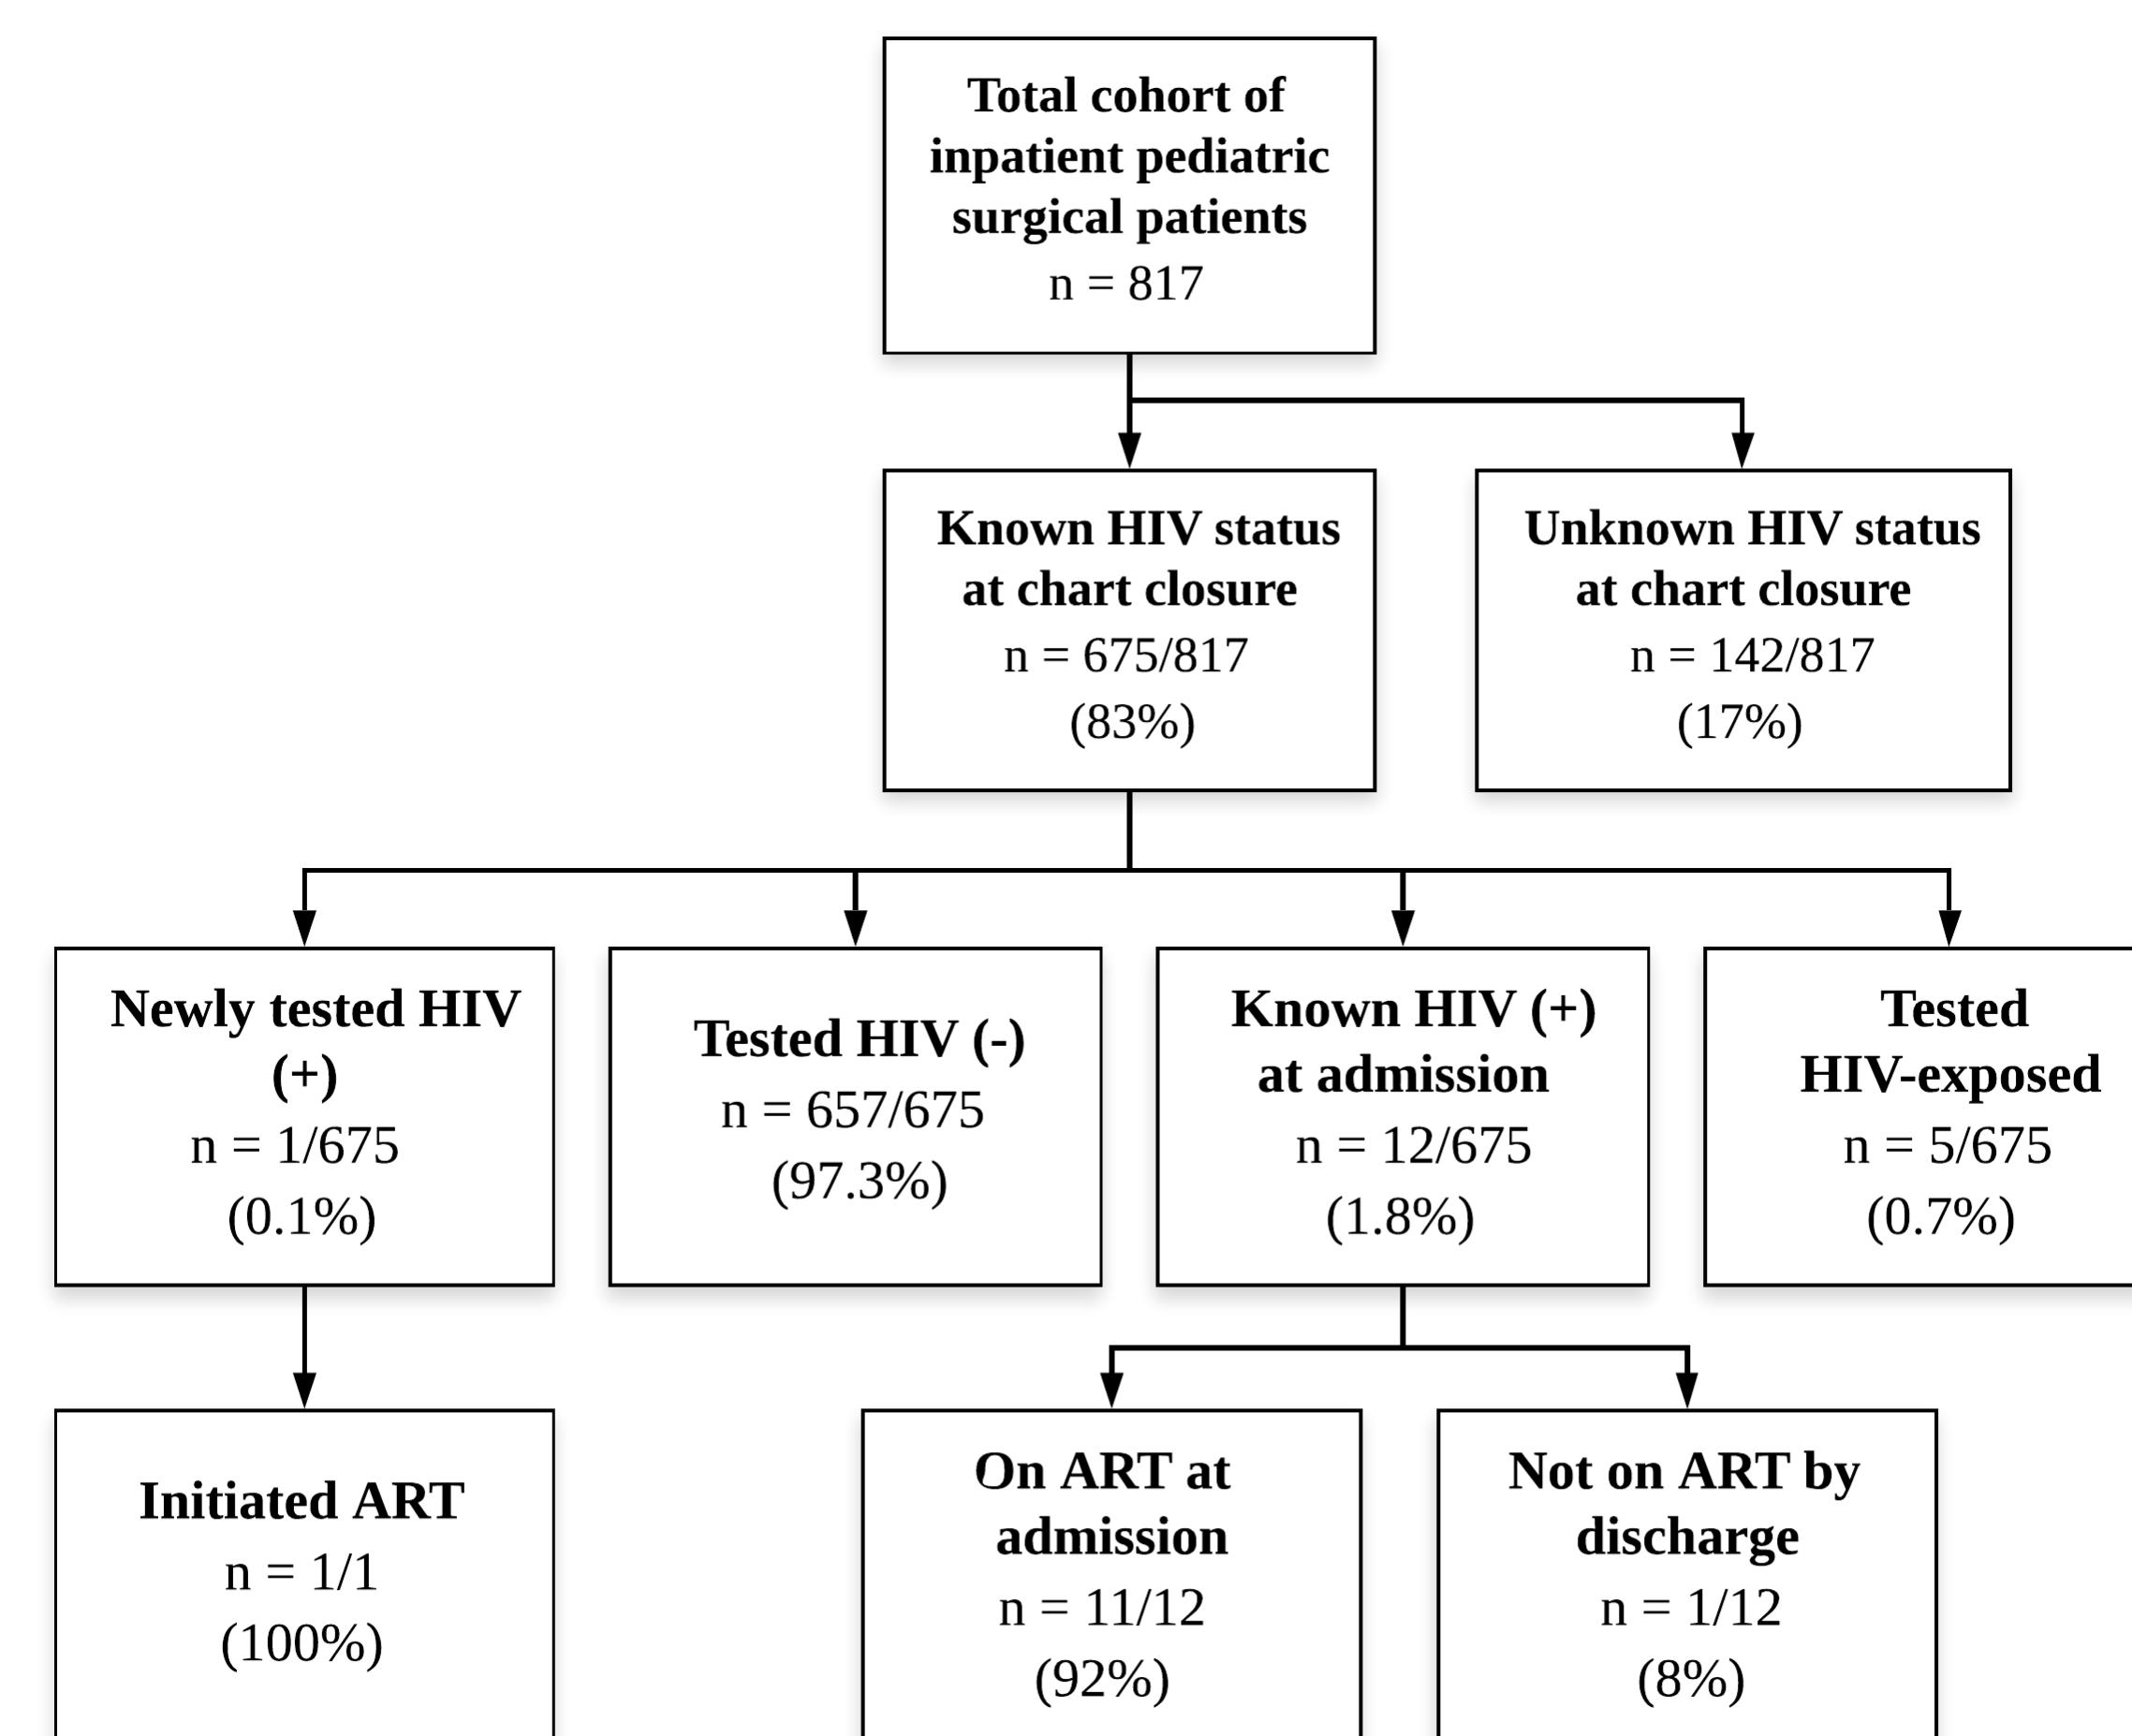 Total cohort of
inpatient pediatric
surgical patients
n = 817
Known HIV status
at chart closure
n = 675/817
(83%)
Unknown HIV status
at chart closure
n = 142/817
(17%)
Newly tested HIV
(+)
n = 1/675
(0.1%)
Tested HIV (-)
n = 657/675
(97.3%)
Known HIV (+)
at admission
n = 12/675
(1.8%)
Tested
HIV-exposed
n = 5/675
(0.7%)
Initiated ART
n = 1/1
(100%)
On ART at
admission
n = 11/12
(92%)
Not on ART by
discharge
n = 1/12
(8%)